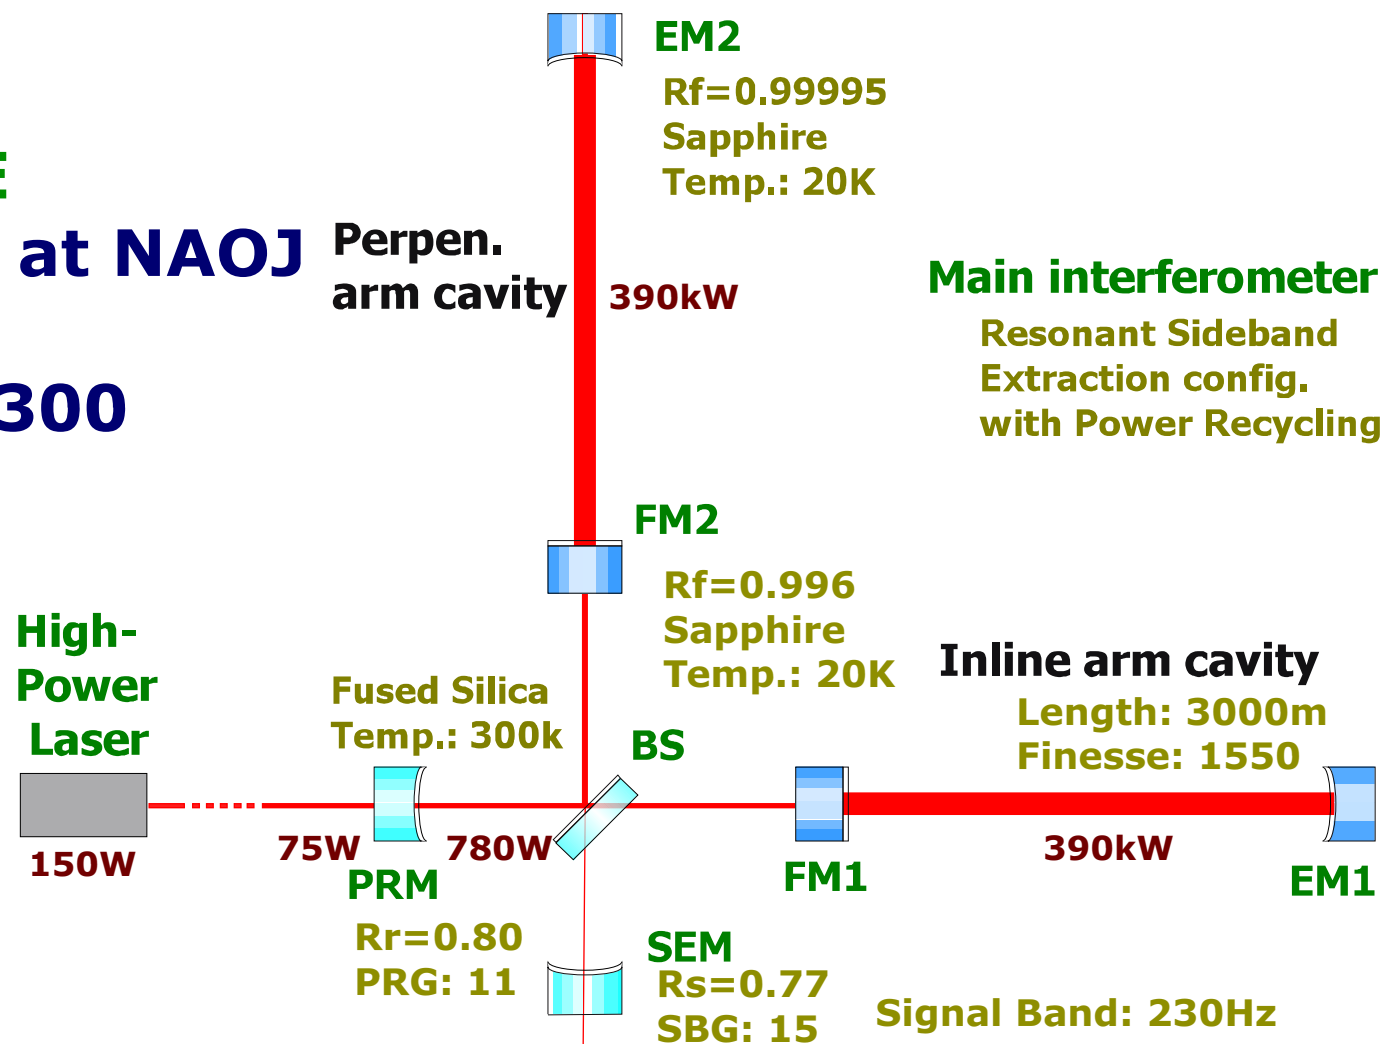 EM2
Rf=0.99995
Sapphire
Temp.: 20K
at NAOJ
Perpen.
arm cavity
390kW
Main interferometer
Resonant Sideband
Extraction config.
with Power Recycling
300
FM2
Rf=0.996
Sapphire
Temp.: 20K
High-
Power
Laser
150W
Fused Silica
Temp.: 300k
BS
Inline arm cavity
Length: 3000m
Finesse: 1550
75W
780W
PRM
Rr=0.80
PRG: 11
FM1
390kW
EM1
SEM
Rs=0.77
SBG: 15
Signal Band: 230Hz